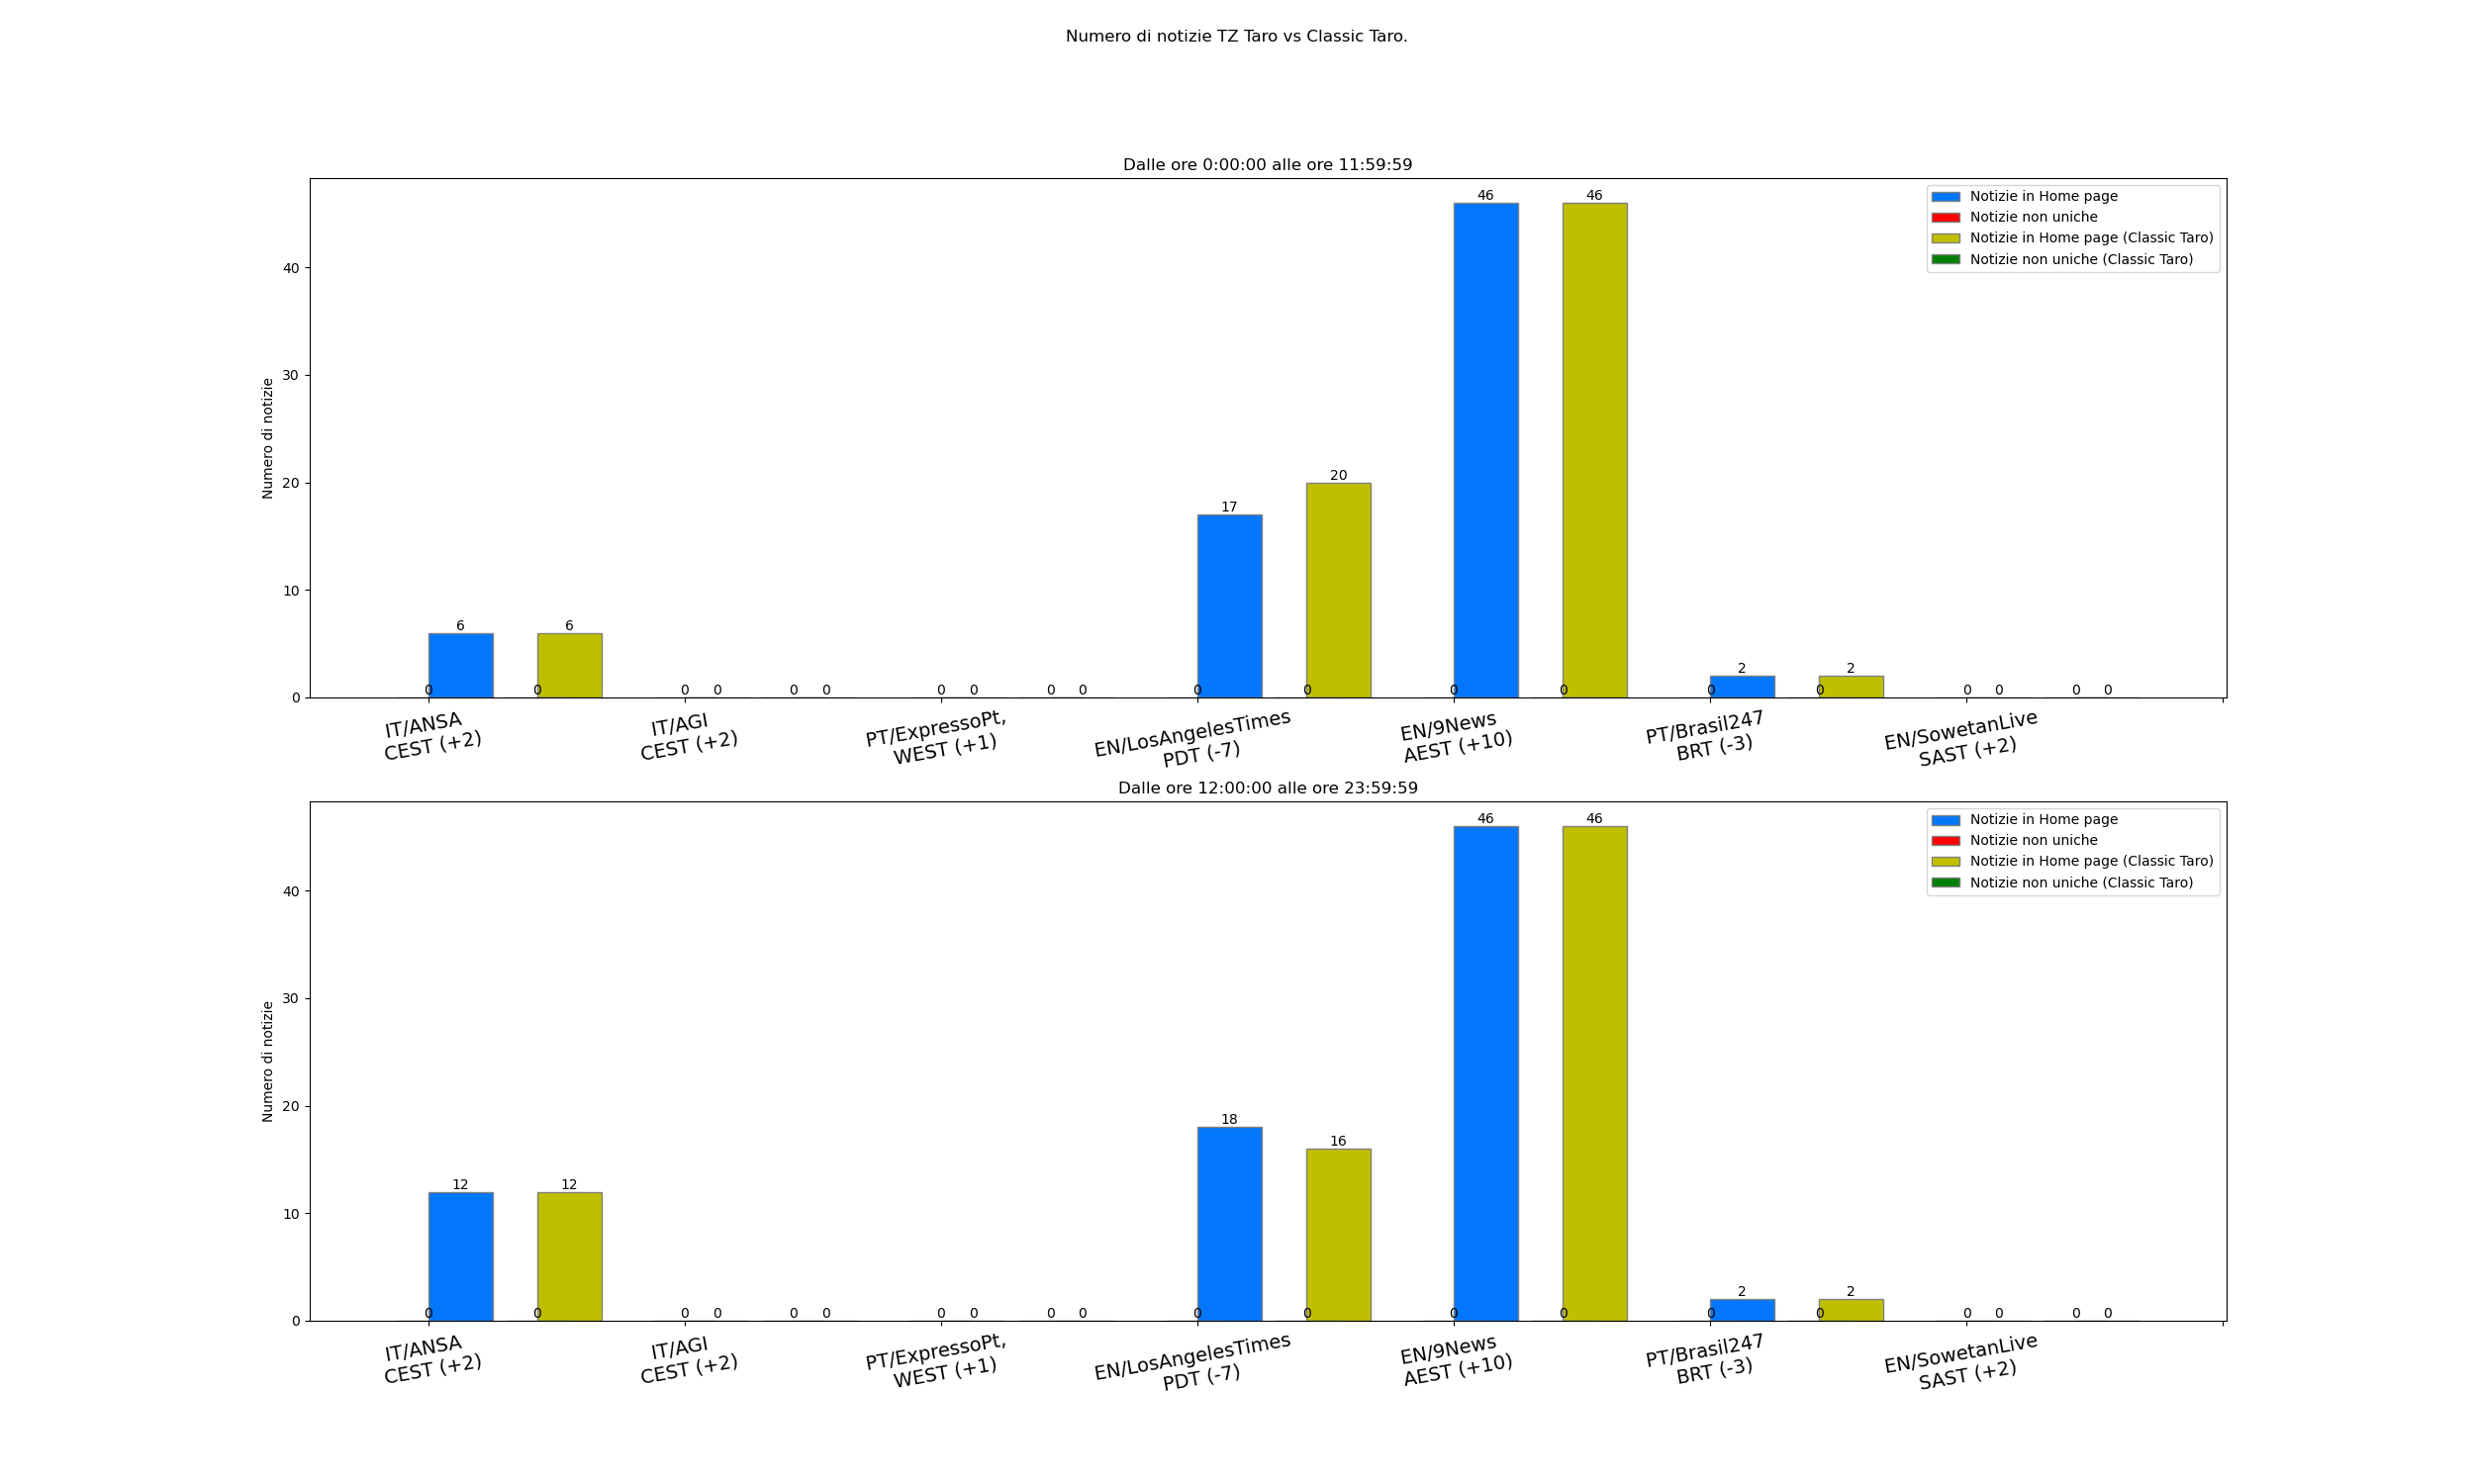 Numero di notizie TZ Taro vs Classic Taro.
Dalle ore 0:00:00 alle ore 11:59:59
Numero di notizie
0
10
20
30
40
Notizie in Home page
Notizie non uniche
Notizie in Home page (Classic Taro)
Notizie non uniche (Classic Taro)
0 6 0 6 0 0 0 0 0 0 0 0 0 17 0 20 0 46 0 46 0 2 0 2 0 0 0 0
IT/ANSA
CEST (+2)
IT/AGI
CEST (+2)
PT/ExpressoPt,
WEST (+1)
EN/LosAngelesTimes
PDT (-7)
EN/9News
AEST (+10)
PT/Brasil247
BRT (-3)
EN/SowetanLive
SAST (+2)
Dalle ore 12:00:00 alle ore 23:59:59
Numero di notizie
0
10
20
30
40
Notizie in Home page
Notizie non uniche
Notizie in Home page (Classic Taro)
Notizie non uniche (Classic Taro)
0 12 0 12 0 0 0 0 0 0 0 0 0 18 0 16 0 46 0 46 0 2 0 2 0 0 0 0
IT/ANSA
CEST (+2)
IT/AGI
CEST (+2)
PT/ExpressoPt,
WEST (+1)
EN/LosAngelesTimes
PDT (-7)
EN/9News
AEST (+10)
PT/Brasil247
BRT (-3)
EN/SowetanLive
SAST (+2)